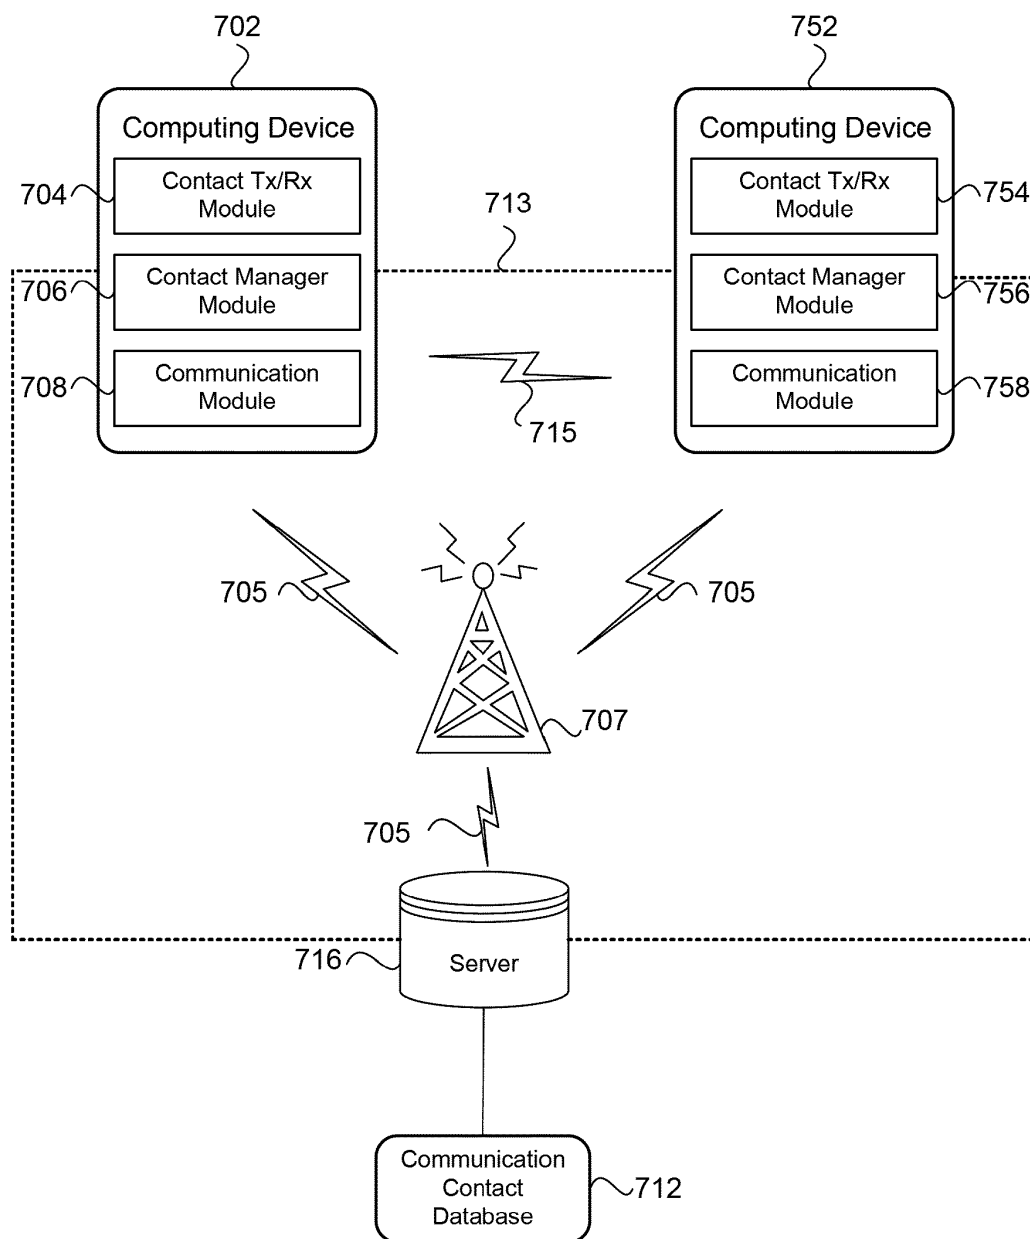 702
752
Computing Device
Computing Device
704
Contact Tx/Rx
Module
Contact Tx/Rx
Module
754
713
706
Contact Manager
Module
Contact Manager
Module
756
708
Communication
Module
Communication
Module
758
715
705
705
707
705
716
Server
Communication
Contact
Database
712